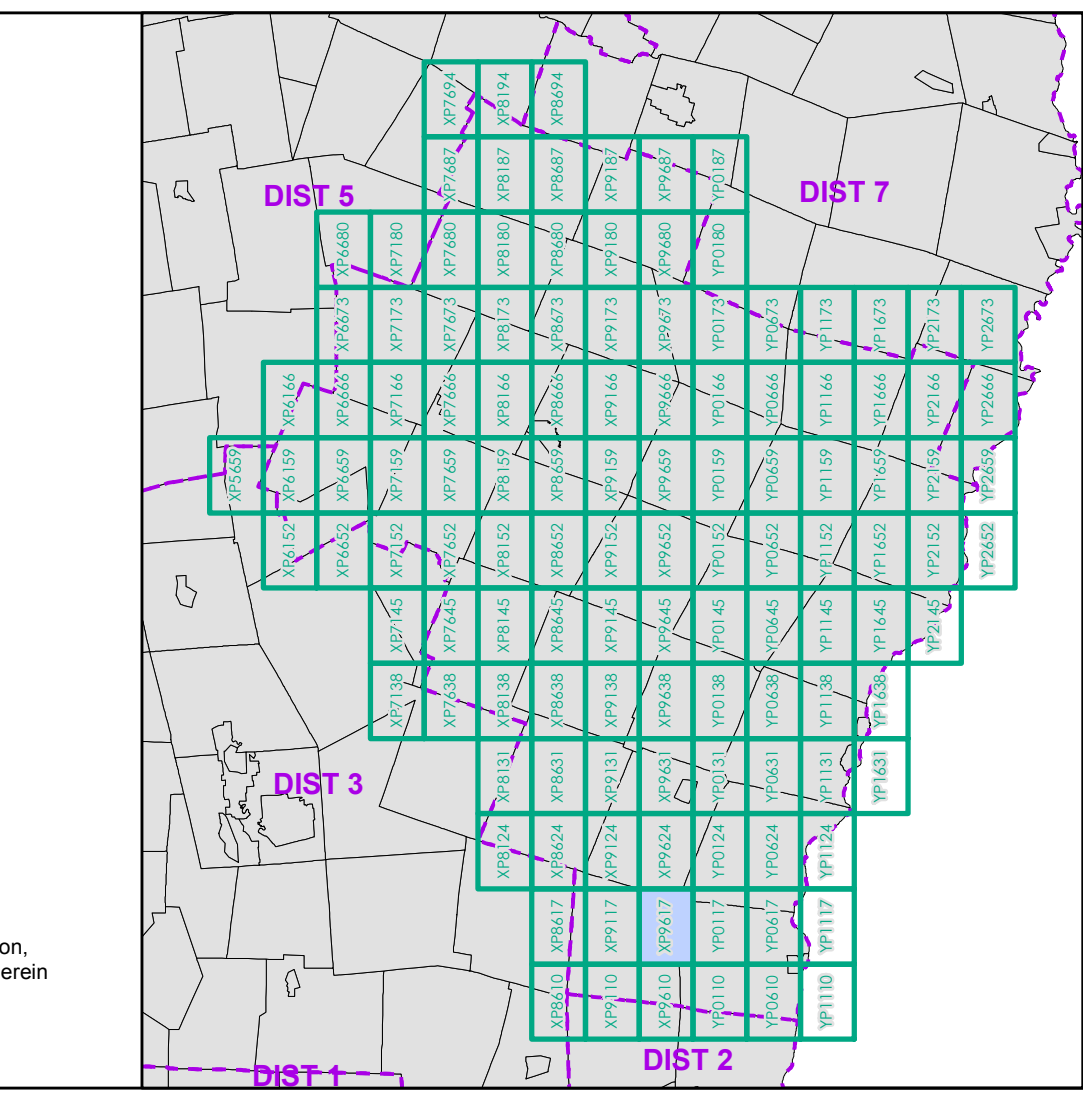 XP7694 XP8194 XP8694
XP7687 XP8187 XP8687 XP9187 XP9687 YP0187
DIST 5
DIST 7
XP6680 XP7180 XP7680 XP8180 XP8680 XP9180 XP9680 YP0180
XP6673 XP7173 XP7673 XP8173 XP8673 XP9173 XP9673 YP0173 YP0673 YP1173 YP1673 YP2173 YP2673
XP6166 XP6666 XP7166 XP7666 XP8166 XP8666 XP9166 XP9666 YP0166 YP0666 YP1166 YP1666 YP2166 YP2666
XP5659 XP6159 XP6659 XP7159 XP7659 XP8159 XP8659 XP9159 XP9659 YP0159 YP0659 YP1159 YP1659 YP2159 YP2659
XP6152 XP6652 XP7152 XP7652 XP8152 XP8652 XP9152 XP9652 YP0152 YP0652 YP1152 YP1652 YP2152 YP2652
XP7145 XP7645 XP8145 XP8645 XP9145 XP9645 YP0145 YP0645 YP1145 YP1645 YP2145
XP7138 XP7638 XP8138 XP8638 XP9138 XP9638 YP0138 YP0638 YP1138 YP1638
DIST 3
XP8131 XP8631 XP9131 XP9631 YP0131 YP0631 YP1131 YP1631
XP8124 XP8624 XP9124 XP9624 YP0124 YP0624 YP1124
XP8617 XP9117 XP9617 YP0117 YP0617 YP1117
on,
erein
XP8610 XP9110 XP9610 YP0110 YP0610 YP1110
DIST 2
DIST 1